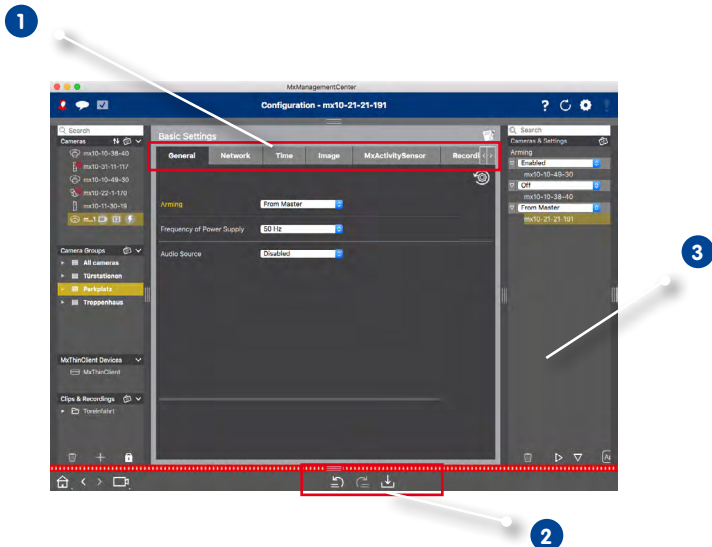 1
MxManagementCenter
Configuration - mx10-21-21-191
?
Search
Cameras
mx10-10-38-40
mx10-31-11-117
mx10-10-49-30
mx10-22-1-170
mx10-11-30-19
m..1
Camera Groups
All cameras
Türstationen
Parkplatz
Treppenhaus
MxThinClient Devices
MxThinClient
Clips & Recordings
Toreinfahrt
Basic Settings
General Network Time Image MxActivitySensor Recordi
Arming From Master
Frequency of Power Supply 50 Hz
Audio Source Disabled
Search
Cameras & Settings
Arming
Enabled
mx10-10-49-30
Off
mx10-10-38-40
From Master
mx10-21-21-191
3
2